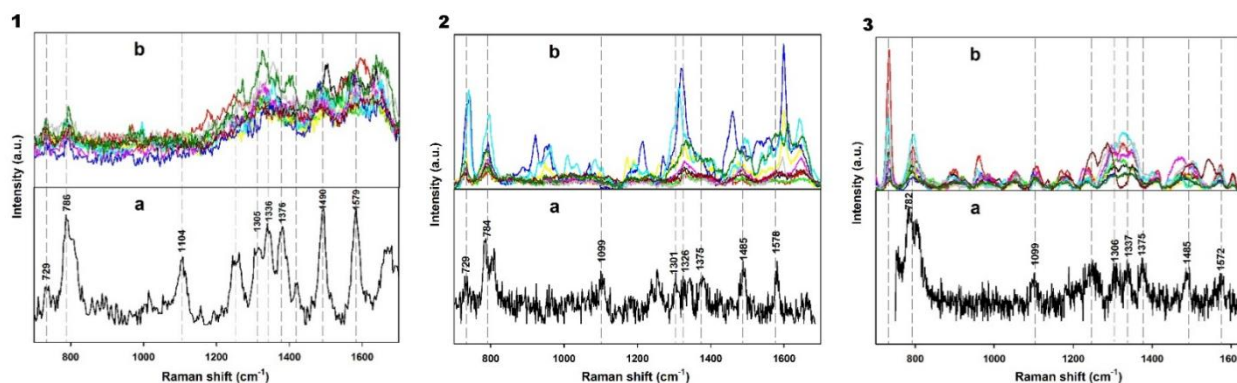 1
b
a
729
786
1104
1305
1336
1376
1490
1579
Intensity (a.u.)
800 1000 1200 1400 1600
Raman shift (cm⁻¹)
2
b
a
729
784
1099
1301
1326
1375
1485
1578
Intensity (a.u.)
800 1000 1200 1400 1600
Raman shift (cm⁻¹)
3
b
a
782
1099
1306
1337
1375
1485
1572
Intensity (a.u.)
800 1000 1200 1400 1600
Raman shift (cm⁻¹)